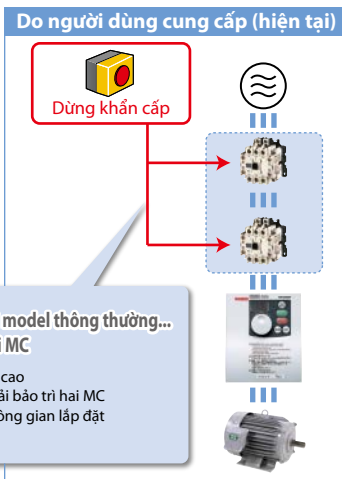 Do người dùng cung cấp (hiện tại)
Dừng khẩn cấp
model thông thường...
MC
cao
ải bảo trì hai MC
ông gian lắp đặt